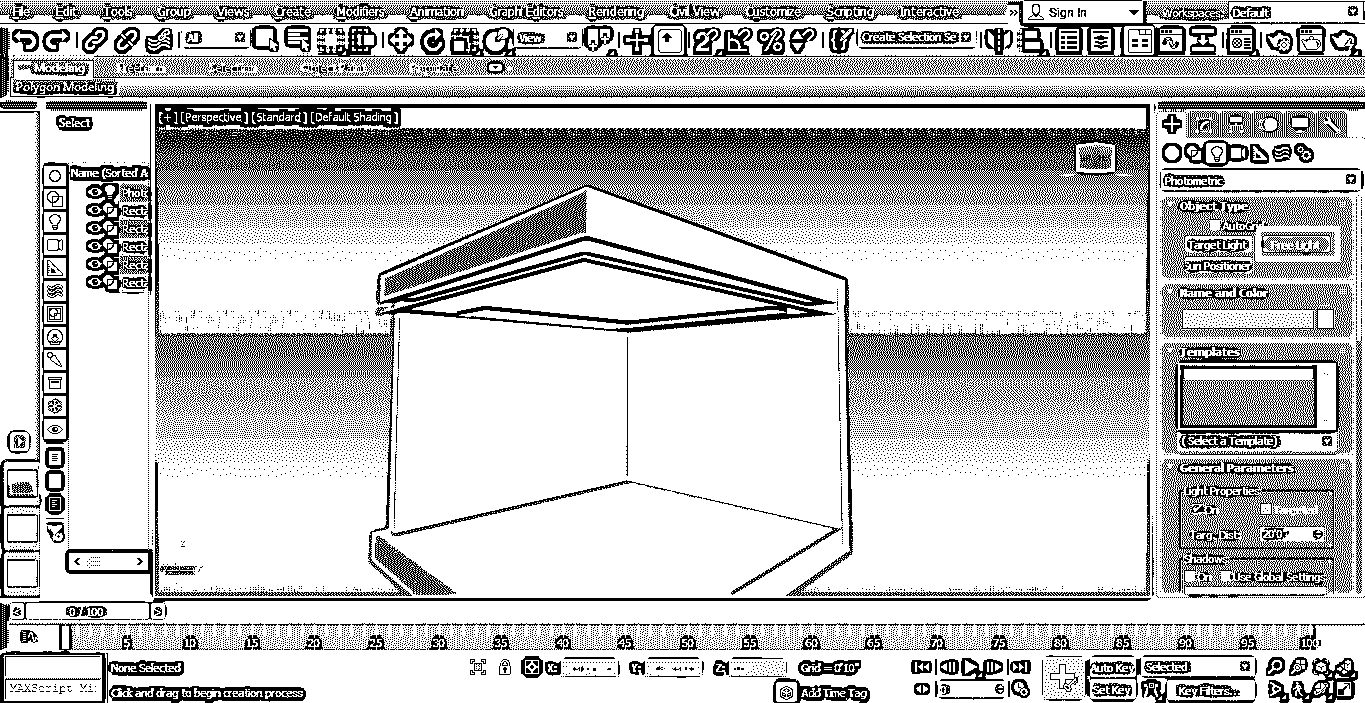 File Edit Tools Group Views Create Modifiers Animation Graph Editors Rendering Civil View Customize Scripting Interactive » Sign In Workspaces: Default
All View Create Selection Se
Modeling
Polygon Modeling
Select
[+] [Perspective] [Standard] [Default Shading]
Name (Sorted A
Phot
Rect
Rect
Rect
Rect
Rect
Photometric
Object Type
AutoGr
Target Light Free Light
Sun Positioner
Name and Color
Templates
(Select a Template)
General Parameters
Light Properties
On Targeted
Targ. Dist: 20'0"
Shadows
On Use Global Settings
0 / 100
5 10 15 20 25 30 35 40 45 50 55 60 65 70 75 80 85 90 95 100
None Selected X: Y: Z: Grid = 0'10" Auto Key Selected
MAXScript Mi: Click and drag to begin creation process Add Time Tag 0 Set Key Key Filters...